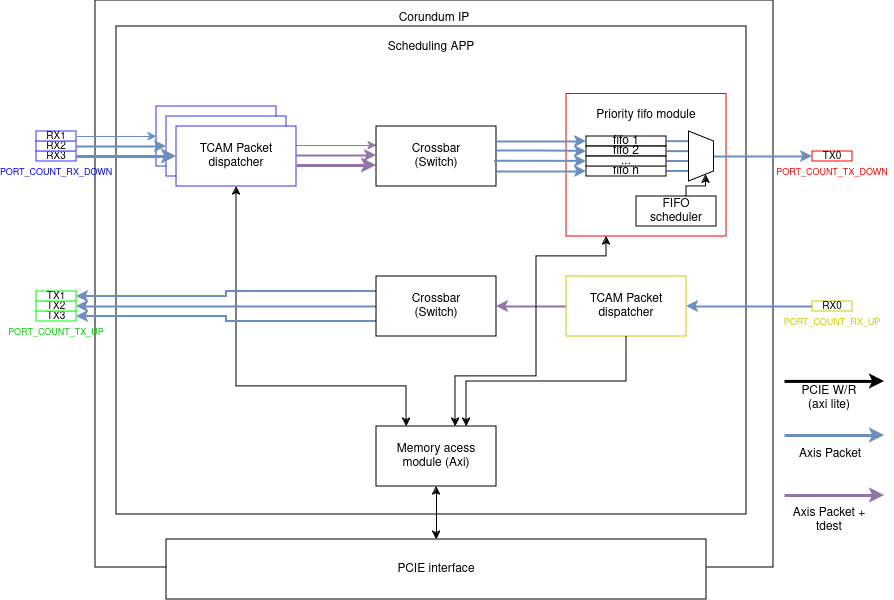 Corundum IP
Scheduling APP
Priority fifo module
RX1
RX2
RX3
PORT_COUNT_RX_DOWN
TCAM Packet
dispatcher
Crossbar
(Switch)
fifo 1
fifo 2
...
fifo n
FIFO
scheduler
TX0
PORT_COUNT_TX_DOWN
TX1
TX2
TX3
PORT_COUNT_TX_UP
Crossbar
(Switch)
TCAM Packet
dispatcher
RX0
PORT_COUNT_RX_UP
PCIE W/R
(axi lite)
Axis Packet
Axis Packet +
tdest
Memory acess
module (Axi)
PCIE interface